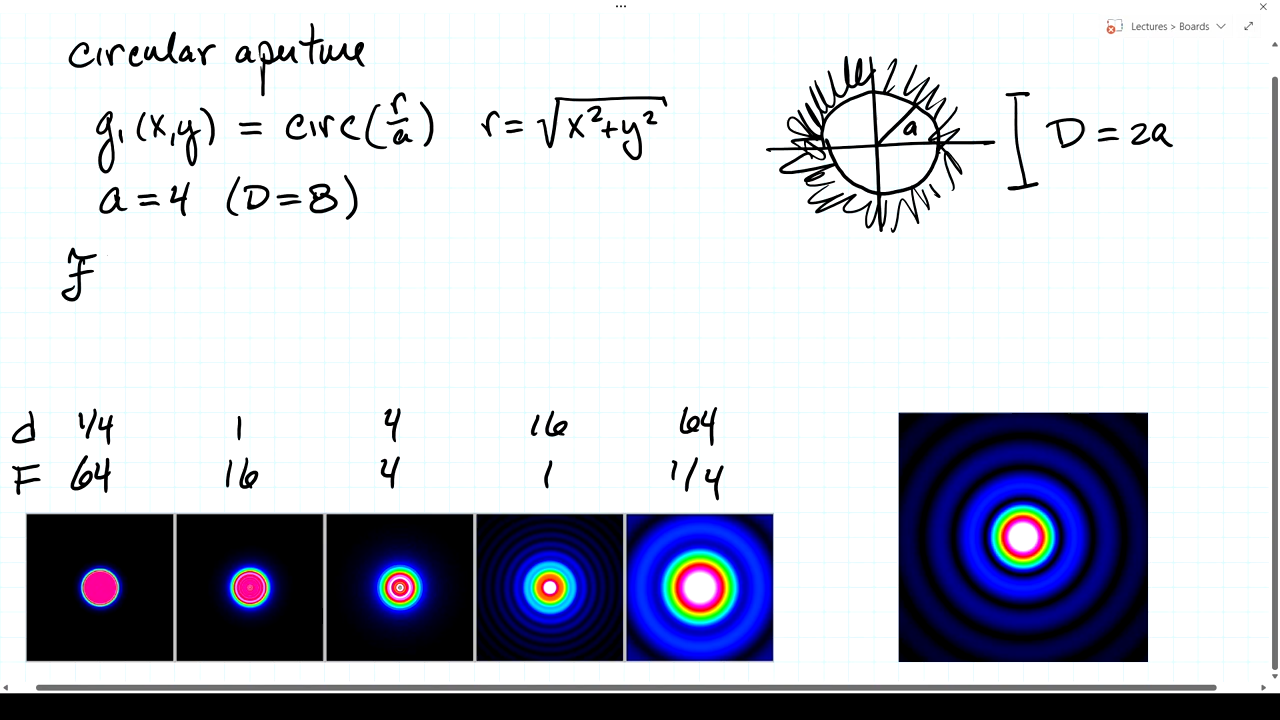 Lectures > Boards
circular aperture
g₁(x,y) = circ(r/a) r = √x²+y²
a
D = 2a
a = 4 (D = 8)
ℱ
d 1/4 1 4 16 64
F 64 16 4 1 1/4